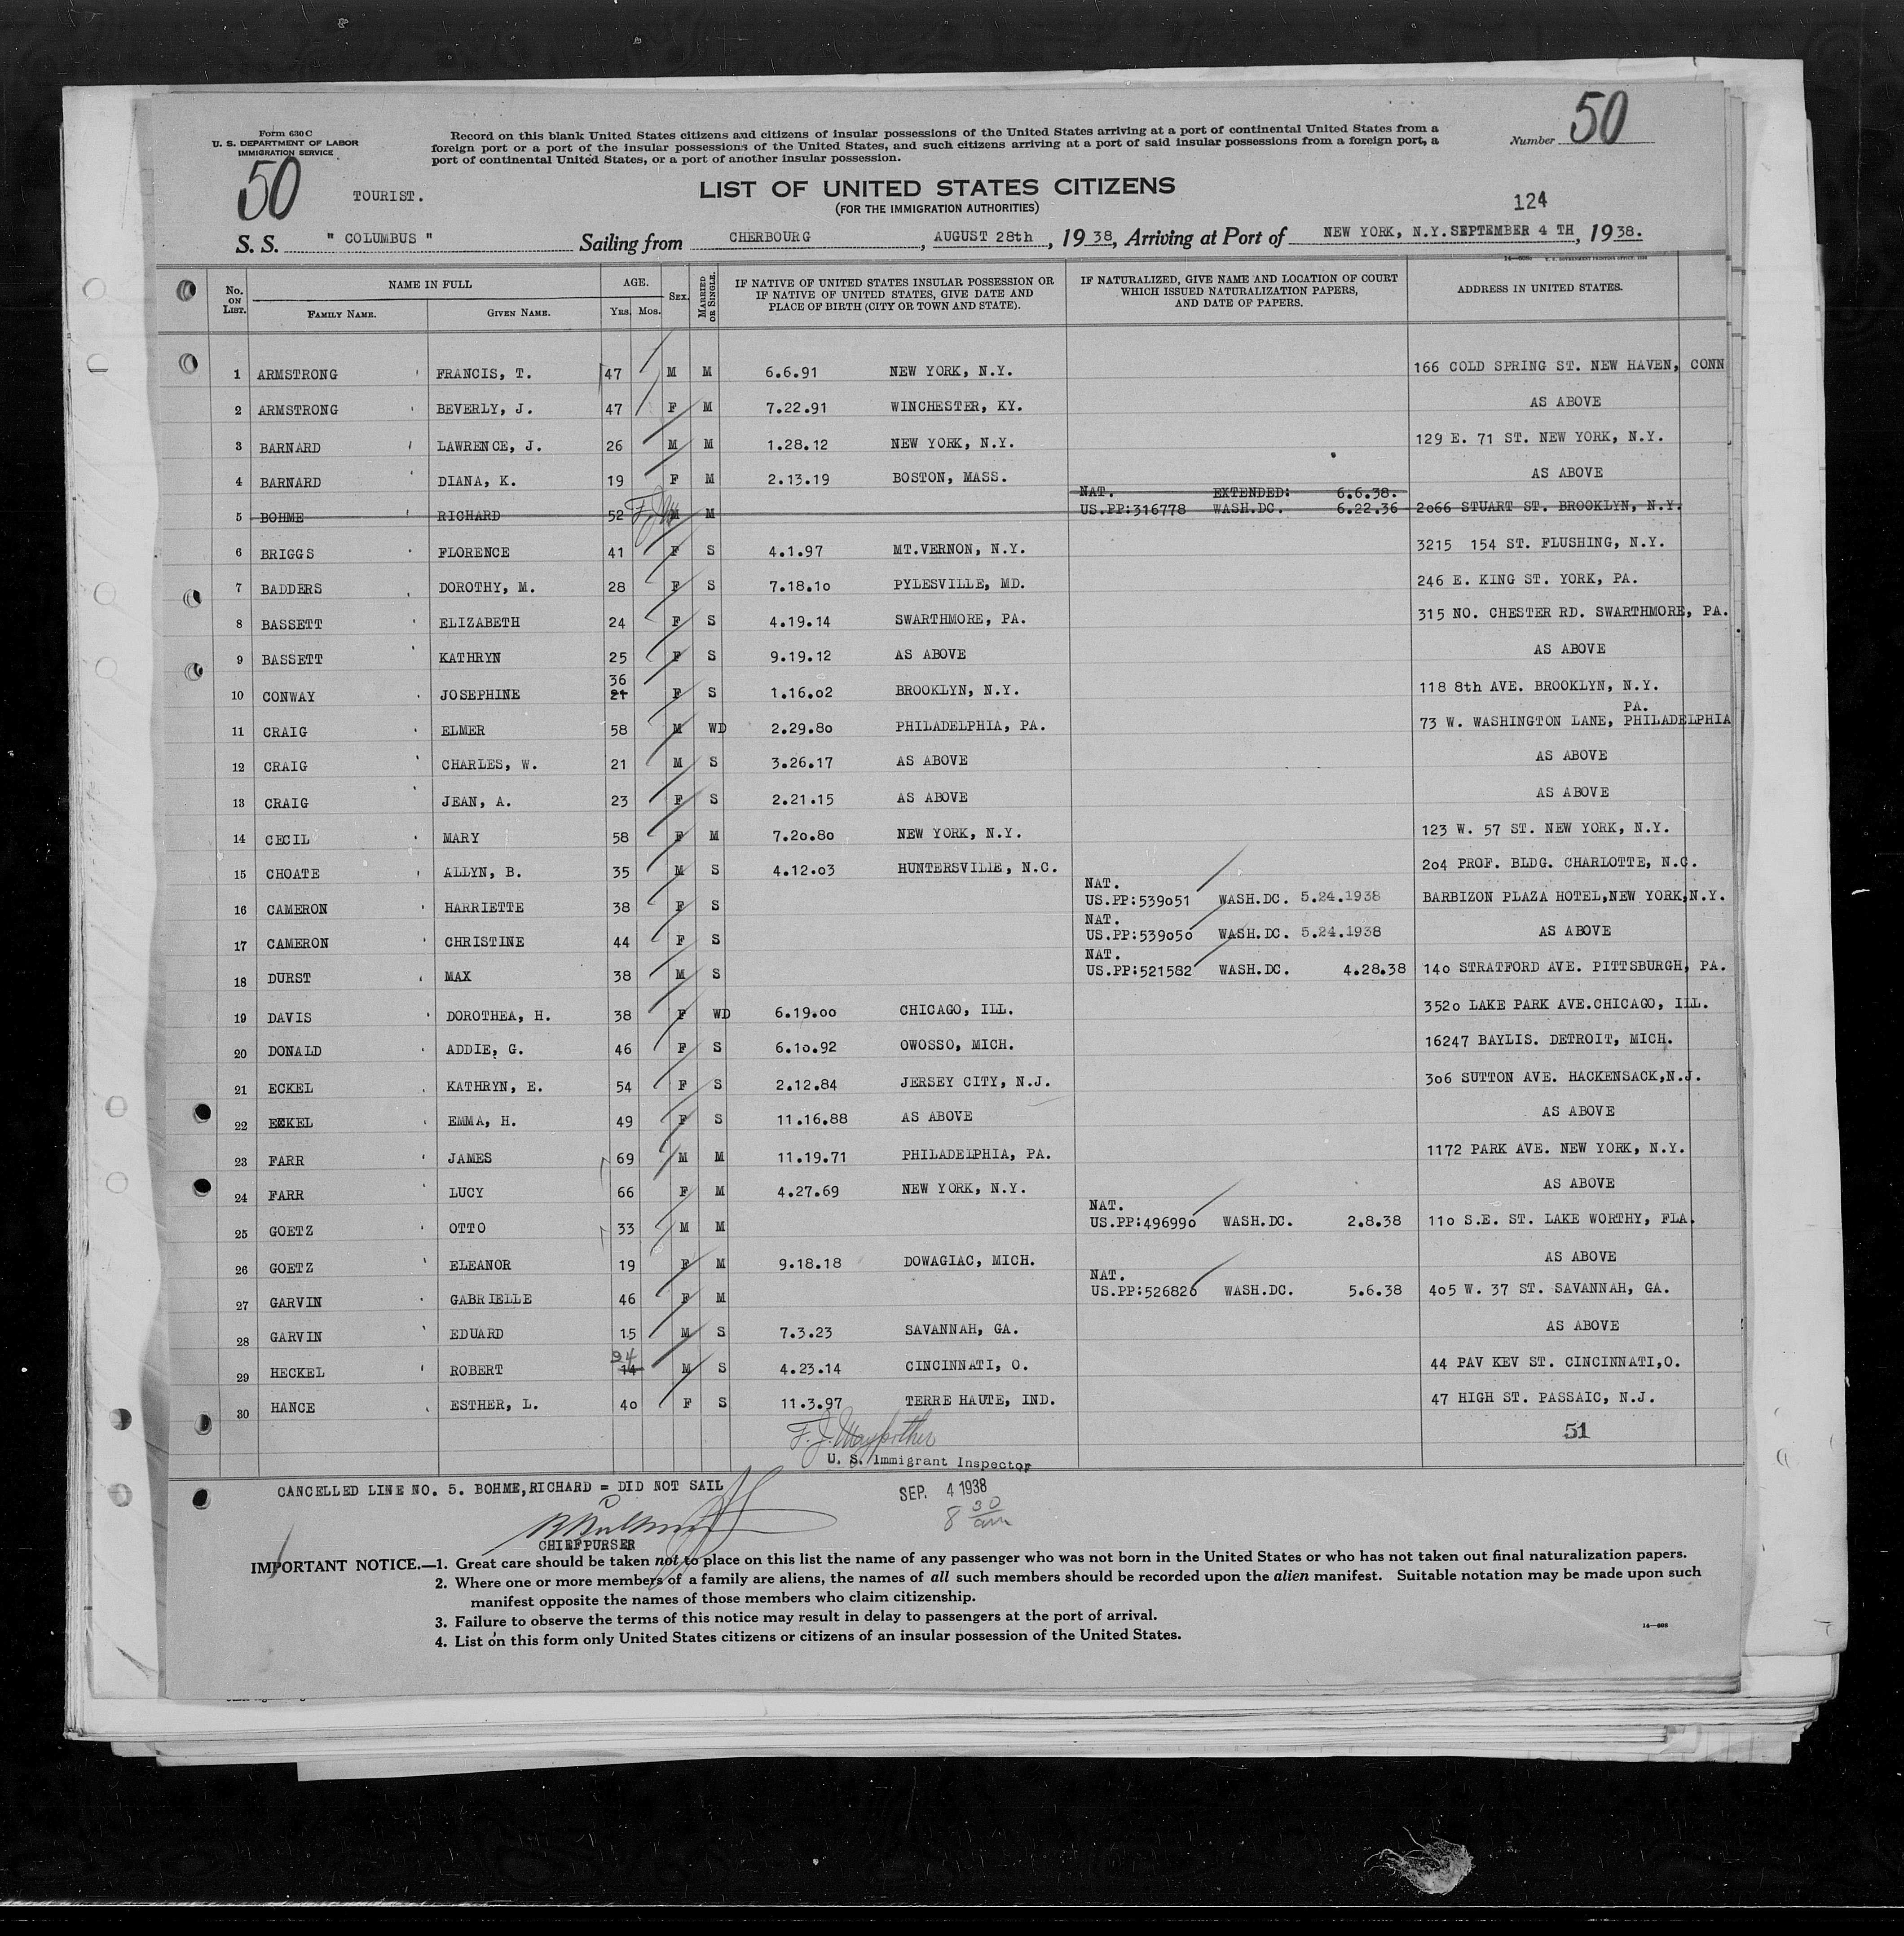 Form 630 C
U. S. DEPARTMENT OF LABOR
IMMIGRATION SERVICE
Record on this blank United States citizens and citizens of insular possessions of the United States arriving at a port of continental United States from a
foreign port or a port of the insular possessions of the United States, and such citizens arriving at a port of said insular possessions from a foreign port, a
port of continental United States, or a port of another insular possession.
Number 50
50
TOURIST.
LIST OF UNITED STATES CITIZENS
(FOR THE IMMIGRATION AUTHORITIES)
124
S. S. " COLUMBUS " Sailing from CHERBOURG, AUGUST 28th, 1938, Arriving at Port of NEW YORK, N.Y. SEPTEMBER 4 TH, 1938.
No. ON LIST. NAME IN FULL FAMILY NAME. GIVEN NAME. AGE. YRS. MOS. SEX. MARRIED OR SINGLE. IF NATIVE OF UNITED STATES INSULAR POSSESSION OR IF NATIVE OF UNITED STATES, GIVE DATE AND PLACE OF BIRTH (CITY OR TOWN AND STATE). IF NATURALIZED, GIVE NAME AND LOCATION OF COURT WHICH ISSUED NATURALIZATION PAPERS, AND DATE OF PAPERS. ADDRESS IN UNITED STATES.
1 ARMSTRONG FRANCIS, T. 47 M M 6.6.91 NEW YORK, N.Y. 166 COLD SPRING ST. NEW HAVEN, CONN
2 ARMSTRONG BEVERLY, J. 47 F M 7.22.91 WINCHESTER, KY. AS ABOVE
3 BARNARD LAWRENCE, J. 26 M M 1.28.12 NEW YORK, N.Y. 129 E. 71 ST. NEW YORK, N.Y.
4 BARNARD DIANA, K. 19 F M 2.13.19 BOSTON, MASS. AS ABOVE
NAT. EXTENDED: 6.6.38.
5 BOHME RICHARD 52 M M US.PP:316778 WASH.DC. 6.22.36 2066 STUART ST. BROOKLYN, N.Y.
6 BRIGGS FLORENCE 41 F S 4.1.97 MT.VERNON, N.Y. 3215 154 ST. FLUSHING, N.Y.
7 BADDERS DOROTHY, M. 28 F S 7.18.10 PYLESVILLE, MD. 246 E. KING ST. YORK, PA.
8 BASSETT ELIZABETH 24 F S 4.19.14 SWARTHMORE, PA. 315 NO. CHESTER RD. SWARTHMORE, PA.
9 BASSETT KATHRYN 25 F S 9.19.12 AS ABOVE AS ABOVE
36
10 CONWAY JOSEPHINE 21 F S 1.16.02 BROOKLYN, N.Y. 118 8th AVE. BROOKLYN, N.Y.
PA.
11 CRAIG ELMER 58 M WD 2.29.80 PHILADELPHIA, PA. 73 W. WASHINGTON LANE, PHILADELPHIA
12 CRAIG CHARLES, W. 21 M S 3.26.17 AS ABOVE AS ABOVE
13 CRAIG JEAN, A. 23 F S 2.21.15 AS ABOVE AS ABOVE
14 CECIL MARY 58 F M 7.20.80 NEW YORK, N.Y. 123 W. 57 ST. NEW YORK, N.Y.
15 CHOATE ALLYN, B. 35 M S 4.12.03 HUNTERSVILIE, N.C. 204 PROF. BLDG. CHARLOTTE, N.C.
NAT.
16 CAMERON HARRIETTE 38 F S US.PP:539051 WASH.DC. 5.24.1938 BARBIZON PLAZA HOTEL,NEW YORK,N.Y.
NAT.
17 CAMERON CHRISTINE 44 F S US.PP:539050 WASH.DC. 5.24.1938 AS ABOVE
NAT.
18 DURST MAX 38 M S US.PP:521582 WASH.DC. 4.28.38 140 STRATFORD AVE. PITTSBURGH, PA.
19 DAVIS DOROTHEA, H. 38 F WD 6.19.00 CHICAGO, ILL. 3520 LAKE PARK AVE.CHICAGO, ILL.
20 DONALD ADDIE, G. 46 F S 6.10.92 OWOSSO, MICH. 16247 BAYLIS. DETROIT, MICH.
21 ECKEL KATHRYN, E. 54 F S 2.12.84 JERSEY CITY, N.J. 306 SUTTON AVE. HACKENSACK,N.J.
22 ECKEL EMMA, H. 49 F S 11.16.88 AS ABOVE AS ABOVE
23 FARR JAMES 69 M M 11.19.71 PHILADELPHIA, PA. 1172 PARK AVE. NEW YORK, N.Y.
24 FARR LUCY 66 F M 4.27.69 NEW YORK, N.Y. AS ABOVE
NAT.
25 GOETZ OTTO 33 M M US.PP:496990 WASH.DC. 2.8.38 110 S.E. ST. LAKE WORTHY, FLA.
26 GOETZ ELEANOR 19 F M 9.18.18 DOWAGIAC, MICH. AS ABOVE
NAT.
27 GARVIN GABRIELLE 46 F M US.PP:526826 WASH.DC. 5.6.38 405 W. 37 ST. SAVANNAH, GA.
28 GARVIN EDUARD 15 M S 7.3.23 SAVANNAH, GA. AS ABOVE
24
29 HECKEL ROBERT 14 M S 4.23.14 CINCINNATI, O. 44 PAV KEV ST. CINCINNATI,O.
30 HANCE ESTHER, L. 40 F S 11.3.97 TERRE HAUTE, IND. 47 HIGH ST. PASSAIC, N.J.
51
F. J. Maypother
U. S. Immigrant Inspector
CANCELLED LINE NO. 5. BOHME,RICHARD = DID NOT SAIL
SEP. 4 1938
8 30 am
CHIEFPURSER
IMPORTANT NOTICE.—1. Great care should be taken not to place on this list the name of any passenger who was not born in the United States or who has not taken out final naturalization papers.
2. Where one or more members of a family are aliens, the names of all such members should be recorded upon the alien manifest. Suitable notation may be made upon such
manifest opposite the names of those members who claim citizenship.
3. Failure to observe the terms of this notice may result in delay to passengers at the port of arrival.
4. List on this form only United States citizens or citizens of an insular possession of the United States.